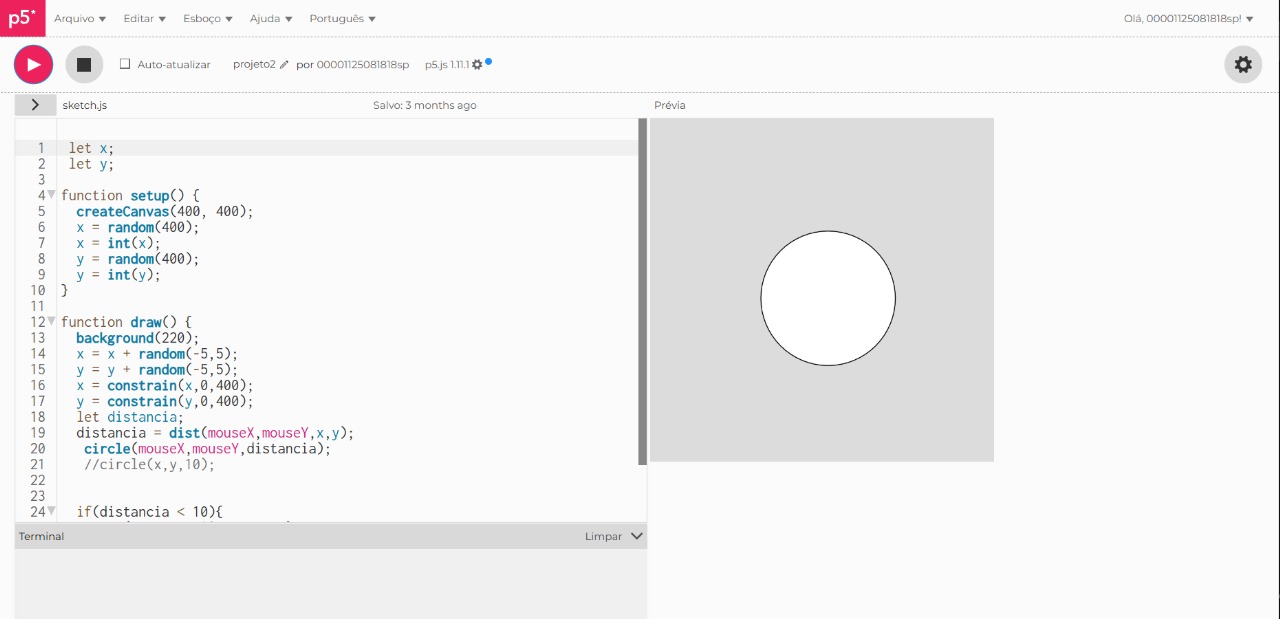 p5* Arquivo Editar Esboço Ajuda Português Olá, 00001125081818sp!
Auto-atualizar projeto2 por 00001125081818sp p5.js 1.11.1
sketch.js Salvo: 3 months ago Prévia
1 let x;
2 let y;
3
4 function setup() {
5 createCanvas(400, 400);
6 x = random(400);
7 x = int(x);
8 y = random(400);
9 y = int(y);
10 }
11
12 function draw() {
13 background(220);
14 x = x + random(-5,5);
15 y = y + random(-5,5);
16 x = constrain(x,0,400);
17 y = constrain(y,0,400);
18 let distancia;
19 distancia = dist(mouseX,mouseY,x,y);
20 circle(mouseX,mouseY,distancia);
21 //circle(x,y,10);
22
23
24 if(distancia < 10){
Terminal Limpar